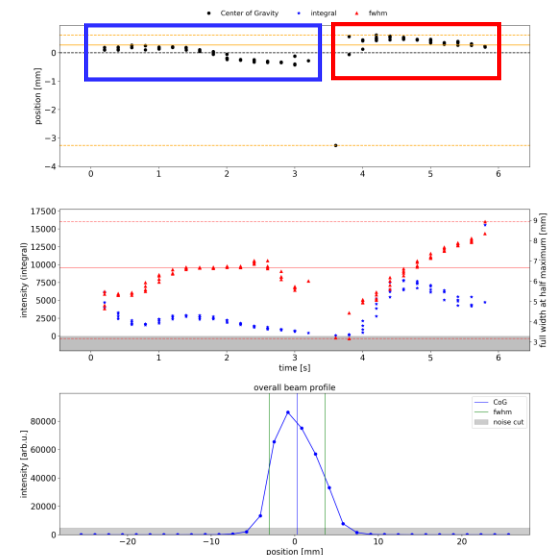 Center of Gravity integral fwhm
1
0
−1
−2
−3
−4
position [mm]
0 1 2 3 4 5 6
17500
15000
12500
10000
7500
5000
2500
0
intensity (integral)
9
8
7
6
5
4
3
full width at half maximum [mm]
0 1 2 3 4 5 6
time [s]
overall beam profile
CoG
fwhm
noise cut
80000
60000
40000
20000
0
intensity [arb.u.]
−20 −10 0 10 20
position [mm]